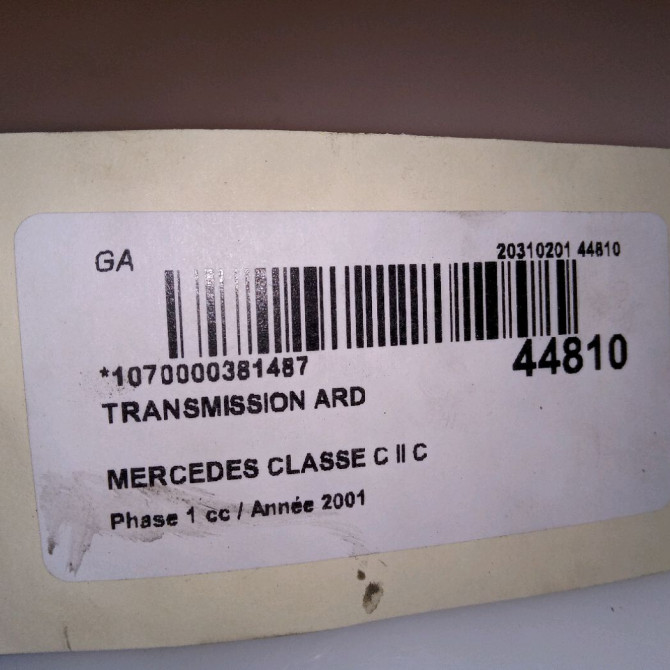 GA
20310201 44810
*1070000381487
44810
TRANSMISSION ARD
MERCEDES CLASSE C II C
Phase 1 cc / Année 2001